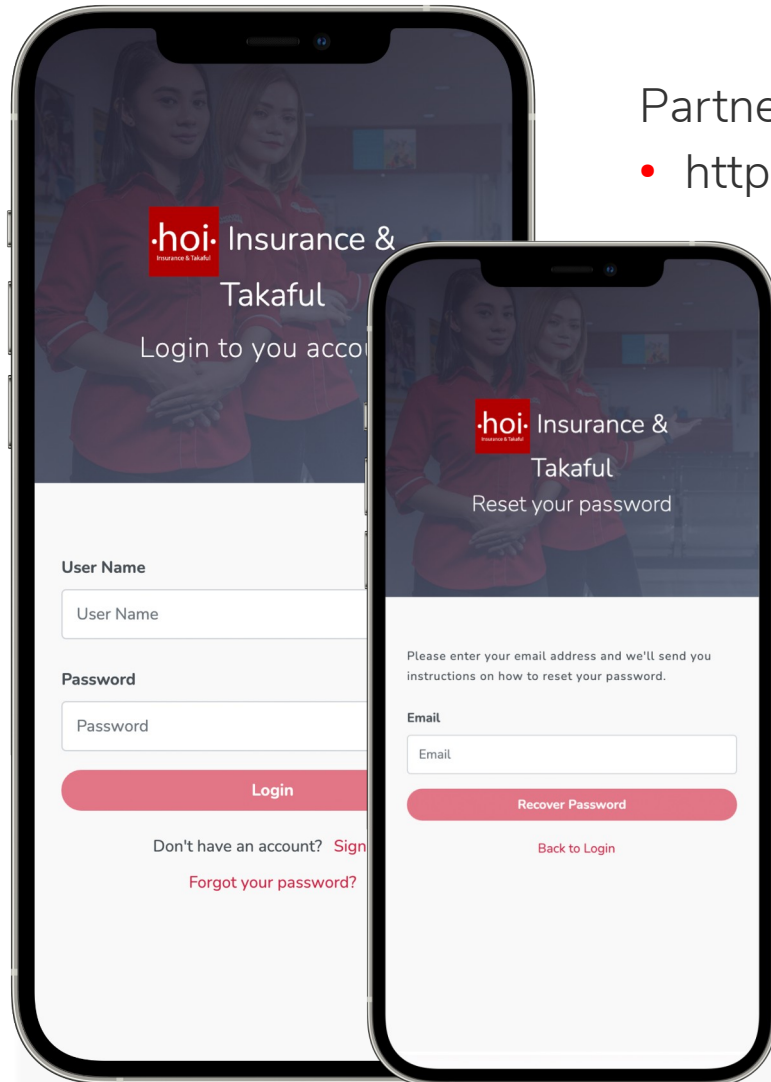 Partne
• http
·hoi· Insurance &
Insurance & Takaful
Takaful
Login to you accou
User Name
User Name
Password
Password
Login
Don't have an account? Sign
Forgot your password?
·hoi· Insurance &
Insurance & Takaful
Takaful
Reset your password
Please enter your email address and we'll send you
instructions on how to reset your password.
Email
Email
Recover Password
Back to Login